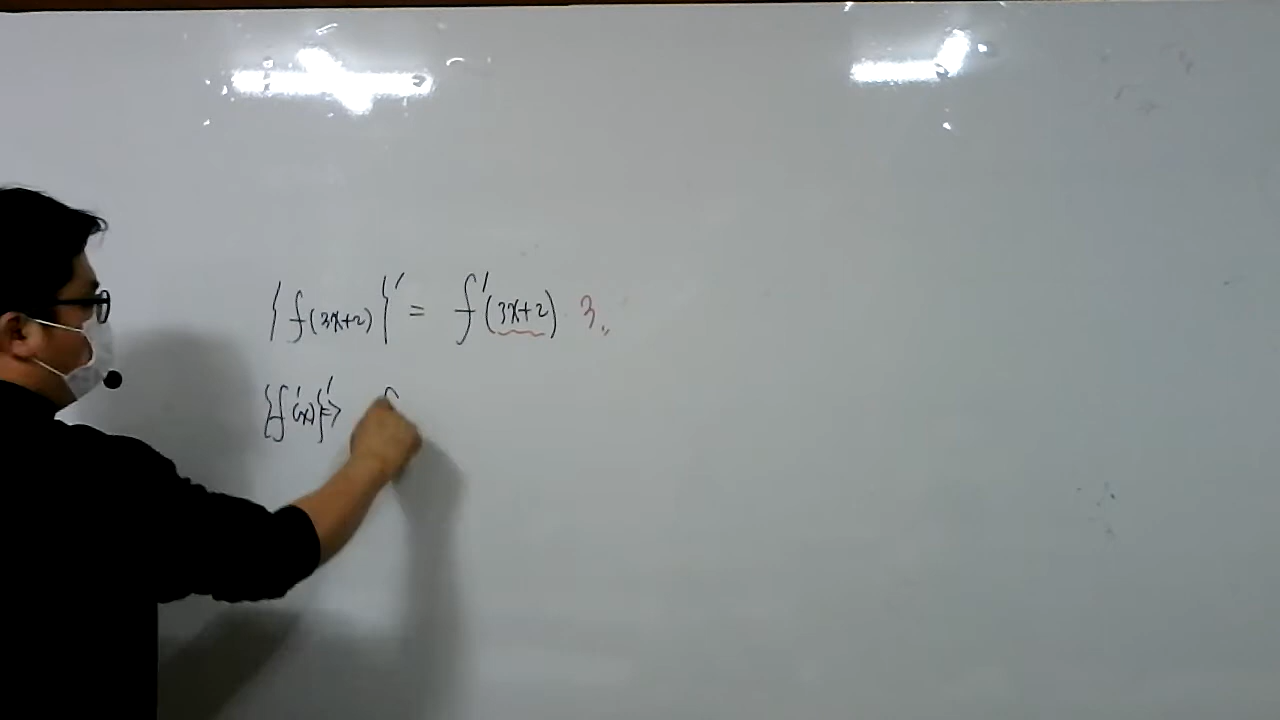 {f(3x+2)}' = f'(3x+2) · 3
{f'(x)}' ⇒ f